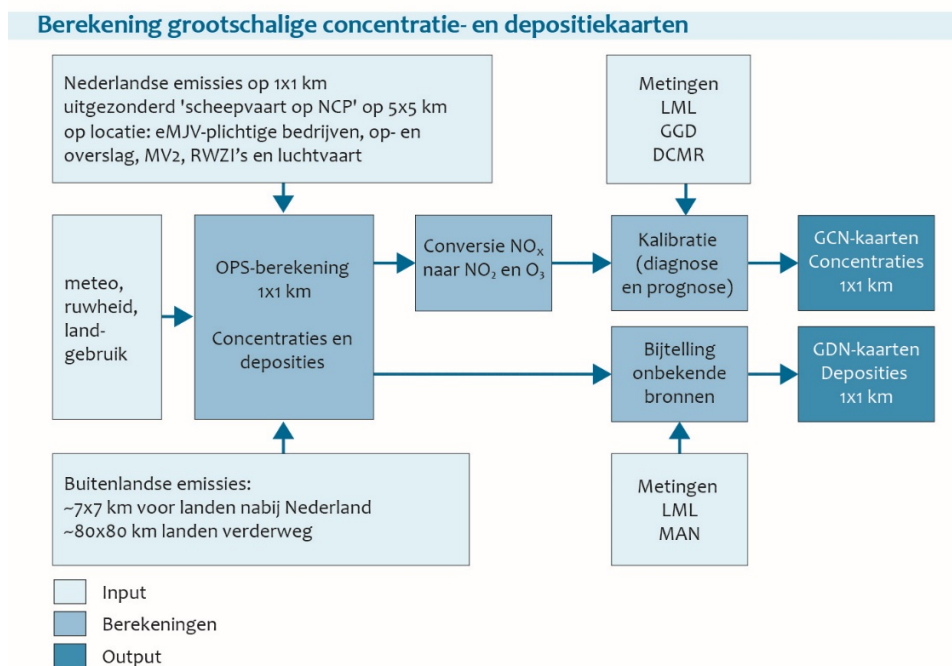 Berekening grootschalige concentratie- en depositiekaarten
Nederlandse emissies op 1x1 km
uitgezonderd 'scheepvaart op NCP' op 5x5 km
op locatie: eMJV-plichtige bedrijven, op- en
overslag, MV2, RWZI's en luchtvaart
Metingen
LML
GGD
DCMR
meteo,
ruwheid,
land-
gebruik
OPS-berekening
1x1 km
Concentraties en
deposities
Conversie NOₓ
naar NO₂ en O₃
Kalibratie
(diagnose
en prognose)
GCN-kaarten
Concentraties
1x1 km
Bijtelling
onbekende
bronnen
GDN-kaarten
Deposities
1x1 km
Buitenlandse emissies:
~7x7 km voor landen nabij Nederland
~80x80 km landen verderweg
Metingen
LML
MAN
Input
Berekeningen
Output